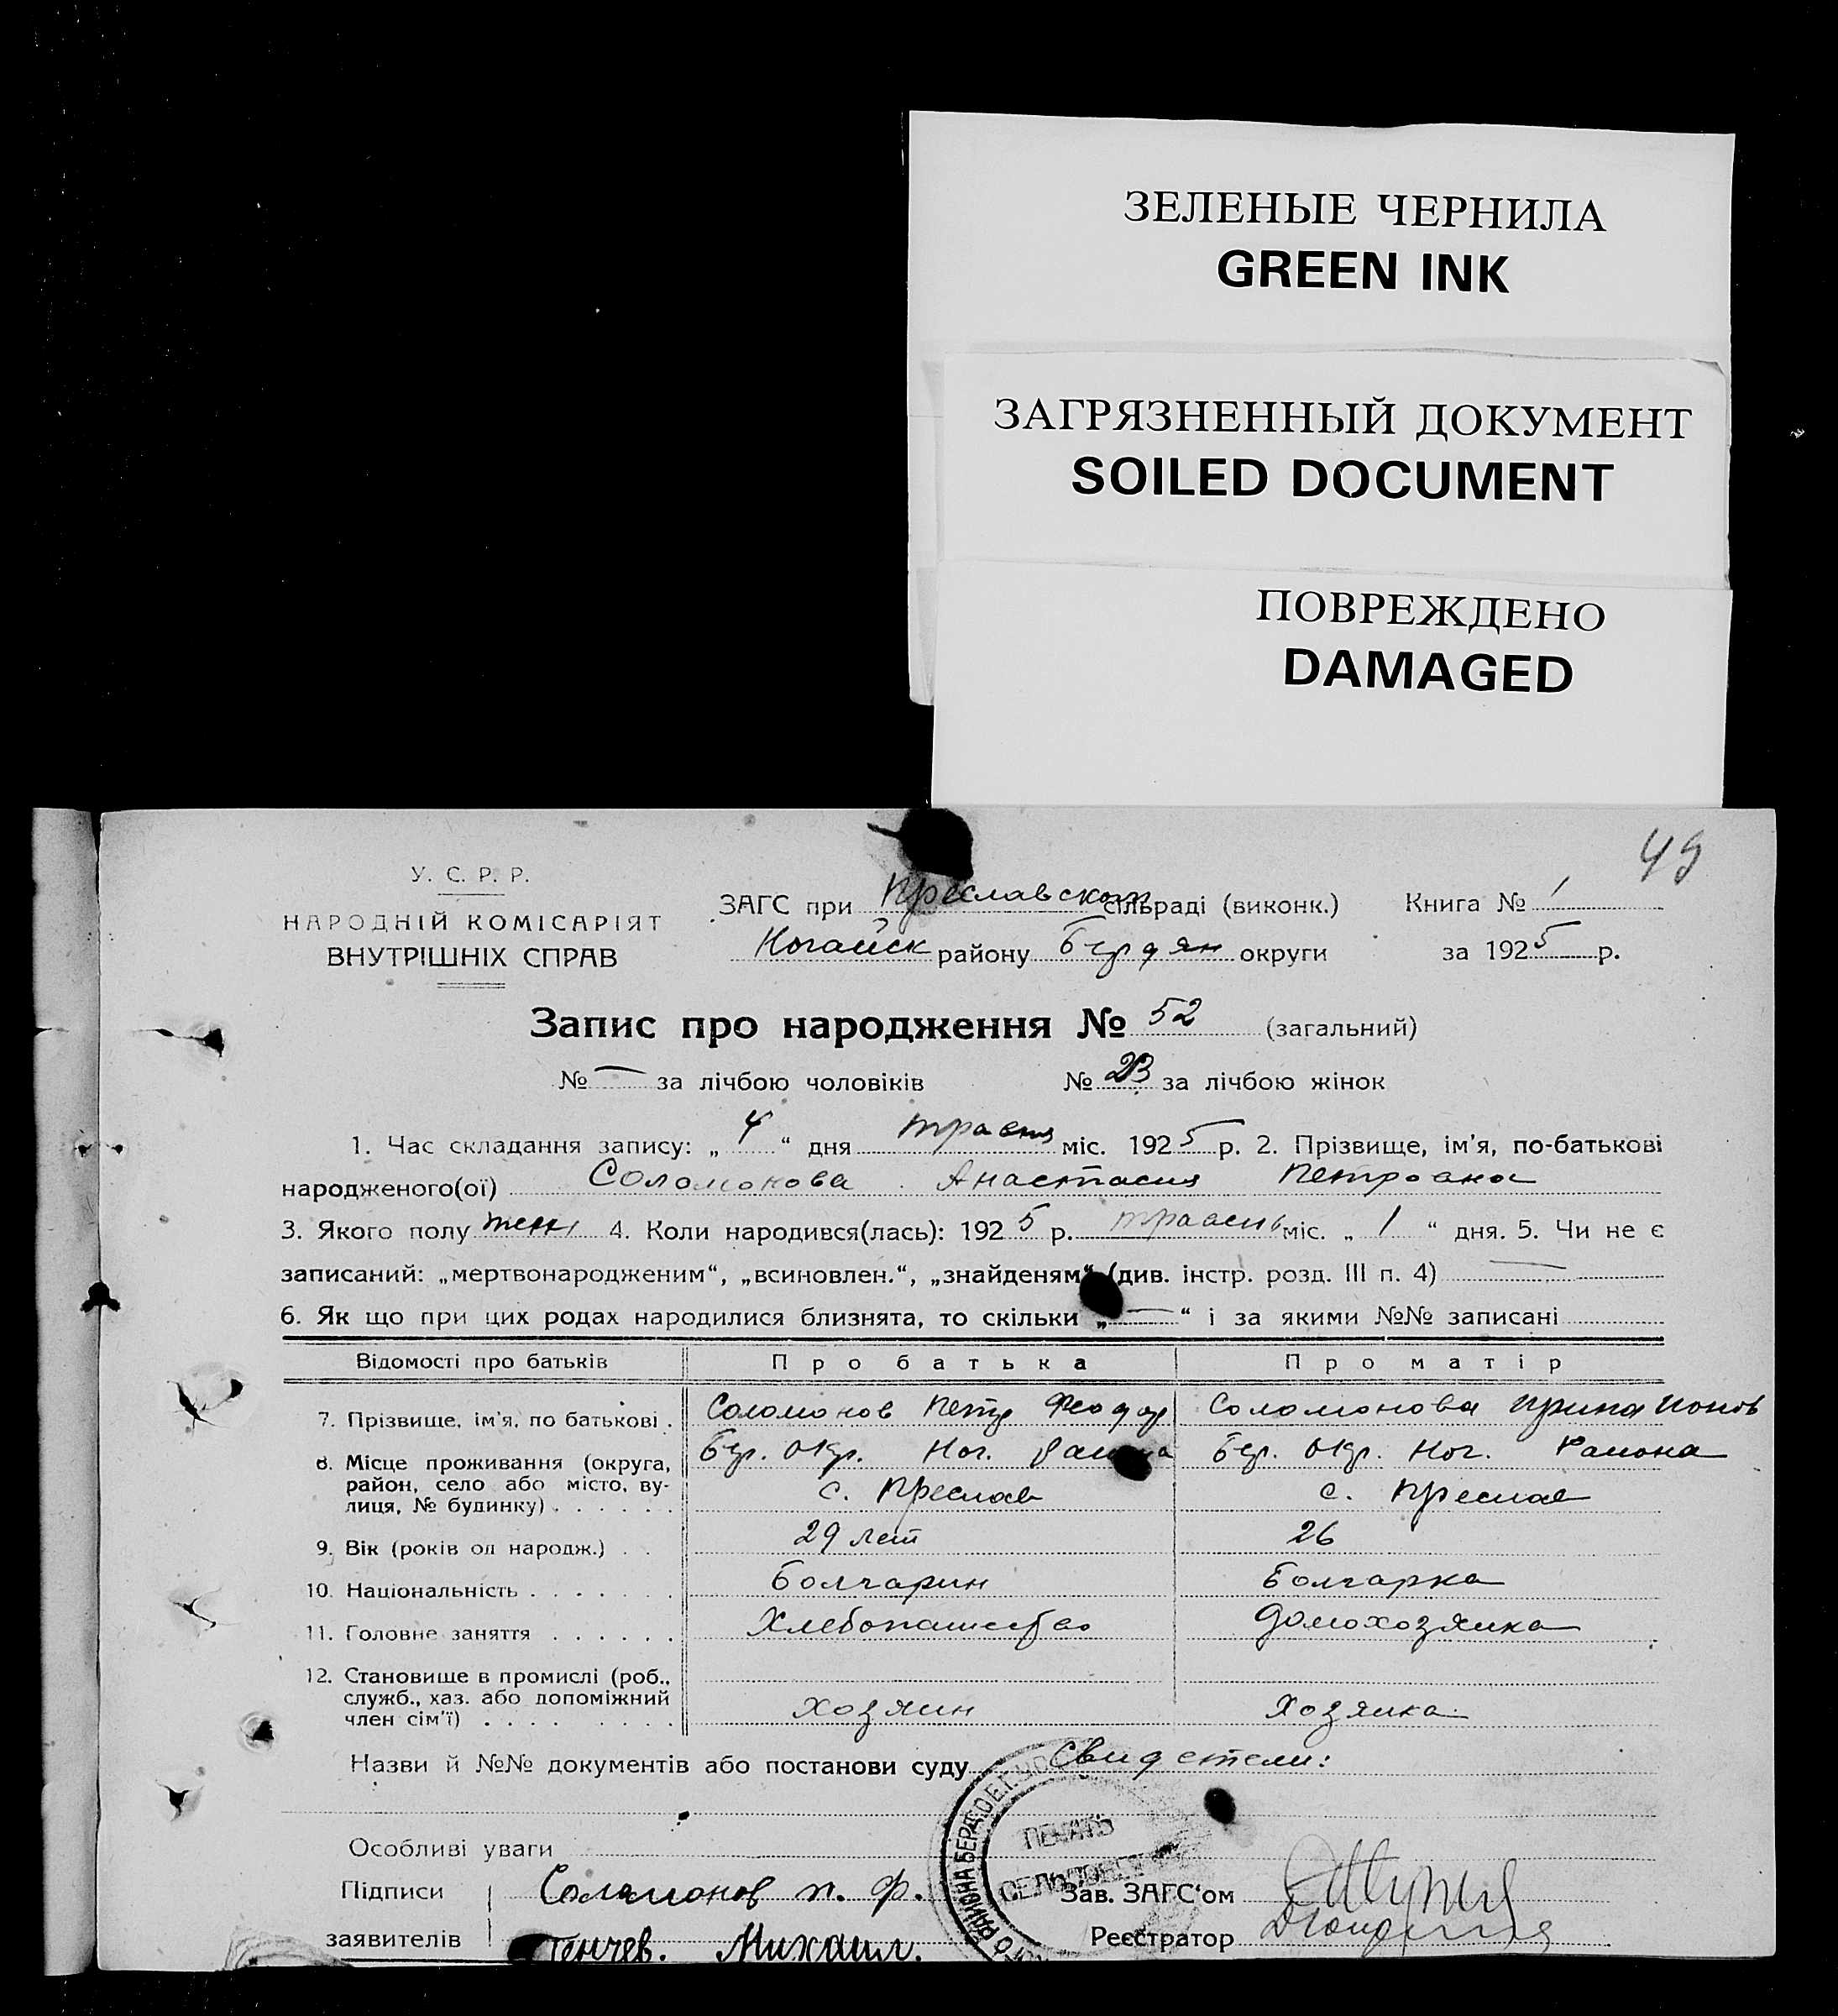 ЗЕЛЕНЫЕ ЧЕРНИЛА
GREEN INK
ЗАГРЯЗНЕННЫЙ ДОКУМЕНТ
SOILED DOCUMENT
ПОВРЕЖДЕНО
DAMAGED
49
У. С. Р. Р.
НАРОДНІЙ КОМІСАРІЯТ
ВНУТРІШНІХ СПРАВ
ЗАГС при Преславском сільраді (виконк.) Книга № 1
Ногайск району Бердян округи за 1925 р.
Запис про народження № 52 (загальний)
№ — за лічбою чоловіків № 23 за лічбою жінок
1. Час складання запису: „ 4 “ дня травня міс. 1925 р. 2. Прізвище, ім'я, по-батькові
народженого(ої) Соломонова Анастасия Петровна
3. Якого полу жен 4. Коли народився(лась): 1925 р. травень міс. „ 1 “ дня. 5. Чи не є
записаний: „мертвонародженим“, „всиновлен.“, „знайденям“ (див. інстр. розд. III п. 4) —
6. Як що при цих родах народилися близнята, то скільки „ — “ і за якими №№ записані
Відомості про батьків Про батька Про матір
7. Прізвище, ім'я, по батькові . Соломонов Петр Феодор Соломонова Ирина Ионов
8. Місце проживання (округа, Бер. Окр. Ног. района Бер. Окр. Ног. Района
район, село або місто, ву- с. Преслав с. Преслав
лиця, № будинку) . . . . .
9. Вік (років од народж.) . . 29 лет 26
10. Національність . . . . . . Болгарин Болгарка
11. Головне заняття . . . . . . Хлебопашество домохозяика
12. Становище в промислі (роб.,
служб., хаз. або допоміжний
член сім'ї) . . . . . . . . хозяин Хозяика
Назви й №№ документів або постанови суду Свидетели:
Особливі уваги
ПЕЧАТЬ
РАЙОНА БЕРД.
Підписи Соломонов П. Ф. Зав. ЗАГС'ом
заявителів Генчев. Михаил. Реєстратор